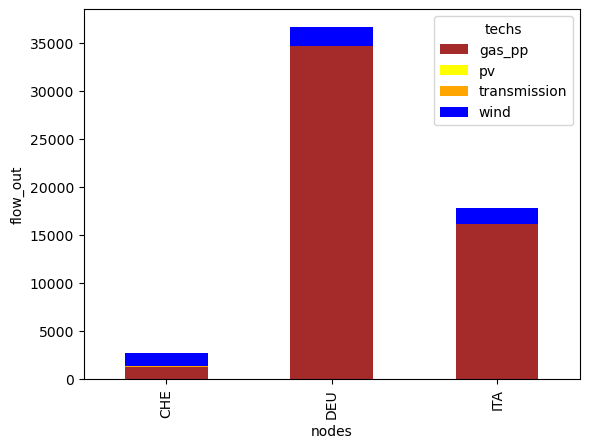 techs
gas_pp
pv
transmission
wind
35000
30000
25000
20000
15000
10000
5000
0
flow_out
CHE
DEU
ITA
nodes